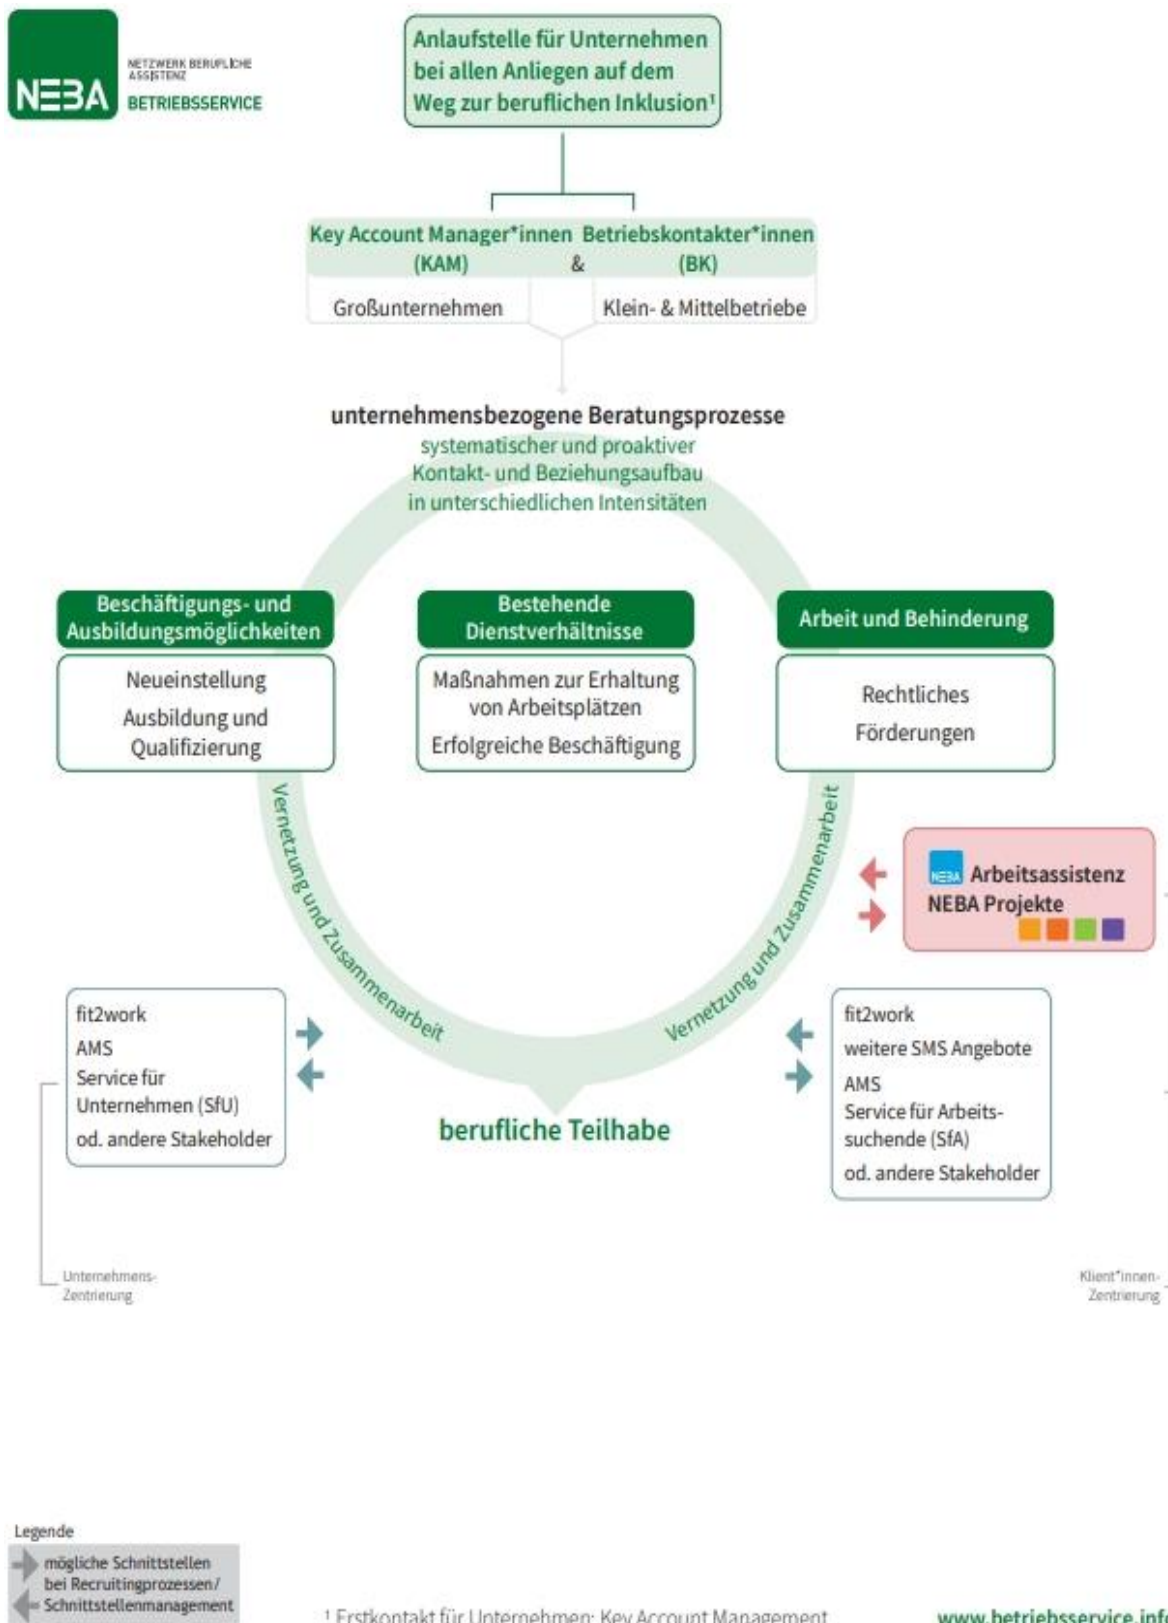 NEBA
NETZWERK BERUFLICHE
ASSISTENZ
BETRIEBSSERVICE
Anlaufstelle für Unternehmen
bei allen Anliegen auf dem
Weg zur beruflichen Inklusion¹
Key Account Manager*innen Betriebskontakter*innen
(KAM) & (BK)
Großunternehmen
Klein- & Mittelbetriebe
unternehmensbezogene Beratungsprozesse
systematischer und proaktiver
Kontakt- und Beziehungsaufbau
in unterschiedlichen Intensitäten
Beschäftigungs- und
Ausbildungsmöglichkeiten
Neueinstellung
Ausbildung und
Qualifizierung
Bestehende
Dienstverhältnisse
Maßnahmen zur Erhaltung
von Arbeitsplätzen
Erfolgreiche Beschäftigung
Arbeit und Behinderung
Rechtliches
Förderungen
Vernetzung und Zusammenarbeit
Vernetzung und Zusammenarbeit
NEBA Arbeitsassistenz
NEBA Projekte
fit2work
AMS
Service für
Unternehmen (SfU)
od. andere Stakeholder
fit2work
weitere SMS Angebote
AMS
Service für Arbeits-
suchende (SfA)
od. andere Stakeholder
berufliche Teilhabe
Unternehmens-
Zentrierung
Klient*innen-
Zentrierung
Legende
mögliche Schnittstellen
bei Recruitingprozessen/
Schnittstellenmanagement
¹ Erstkontakt für Unternehmen: Key Account Management
www.betriebsservice.info